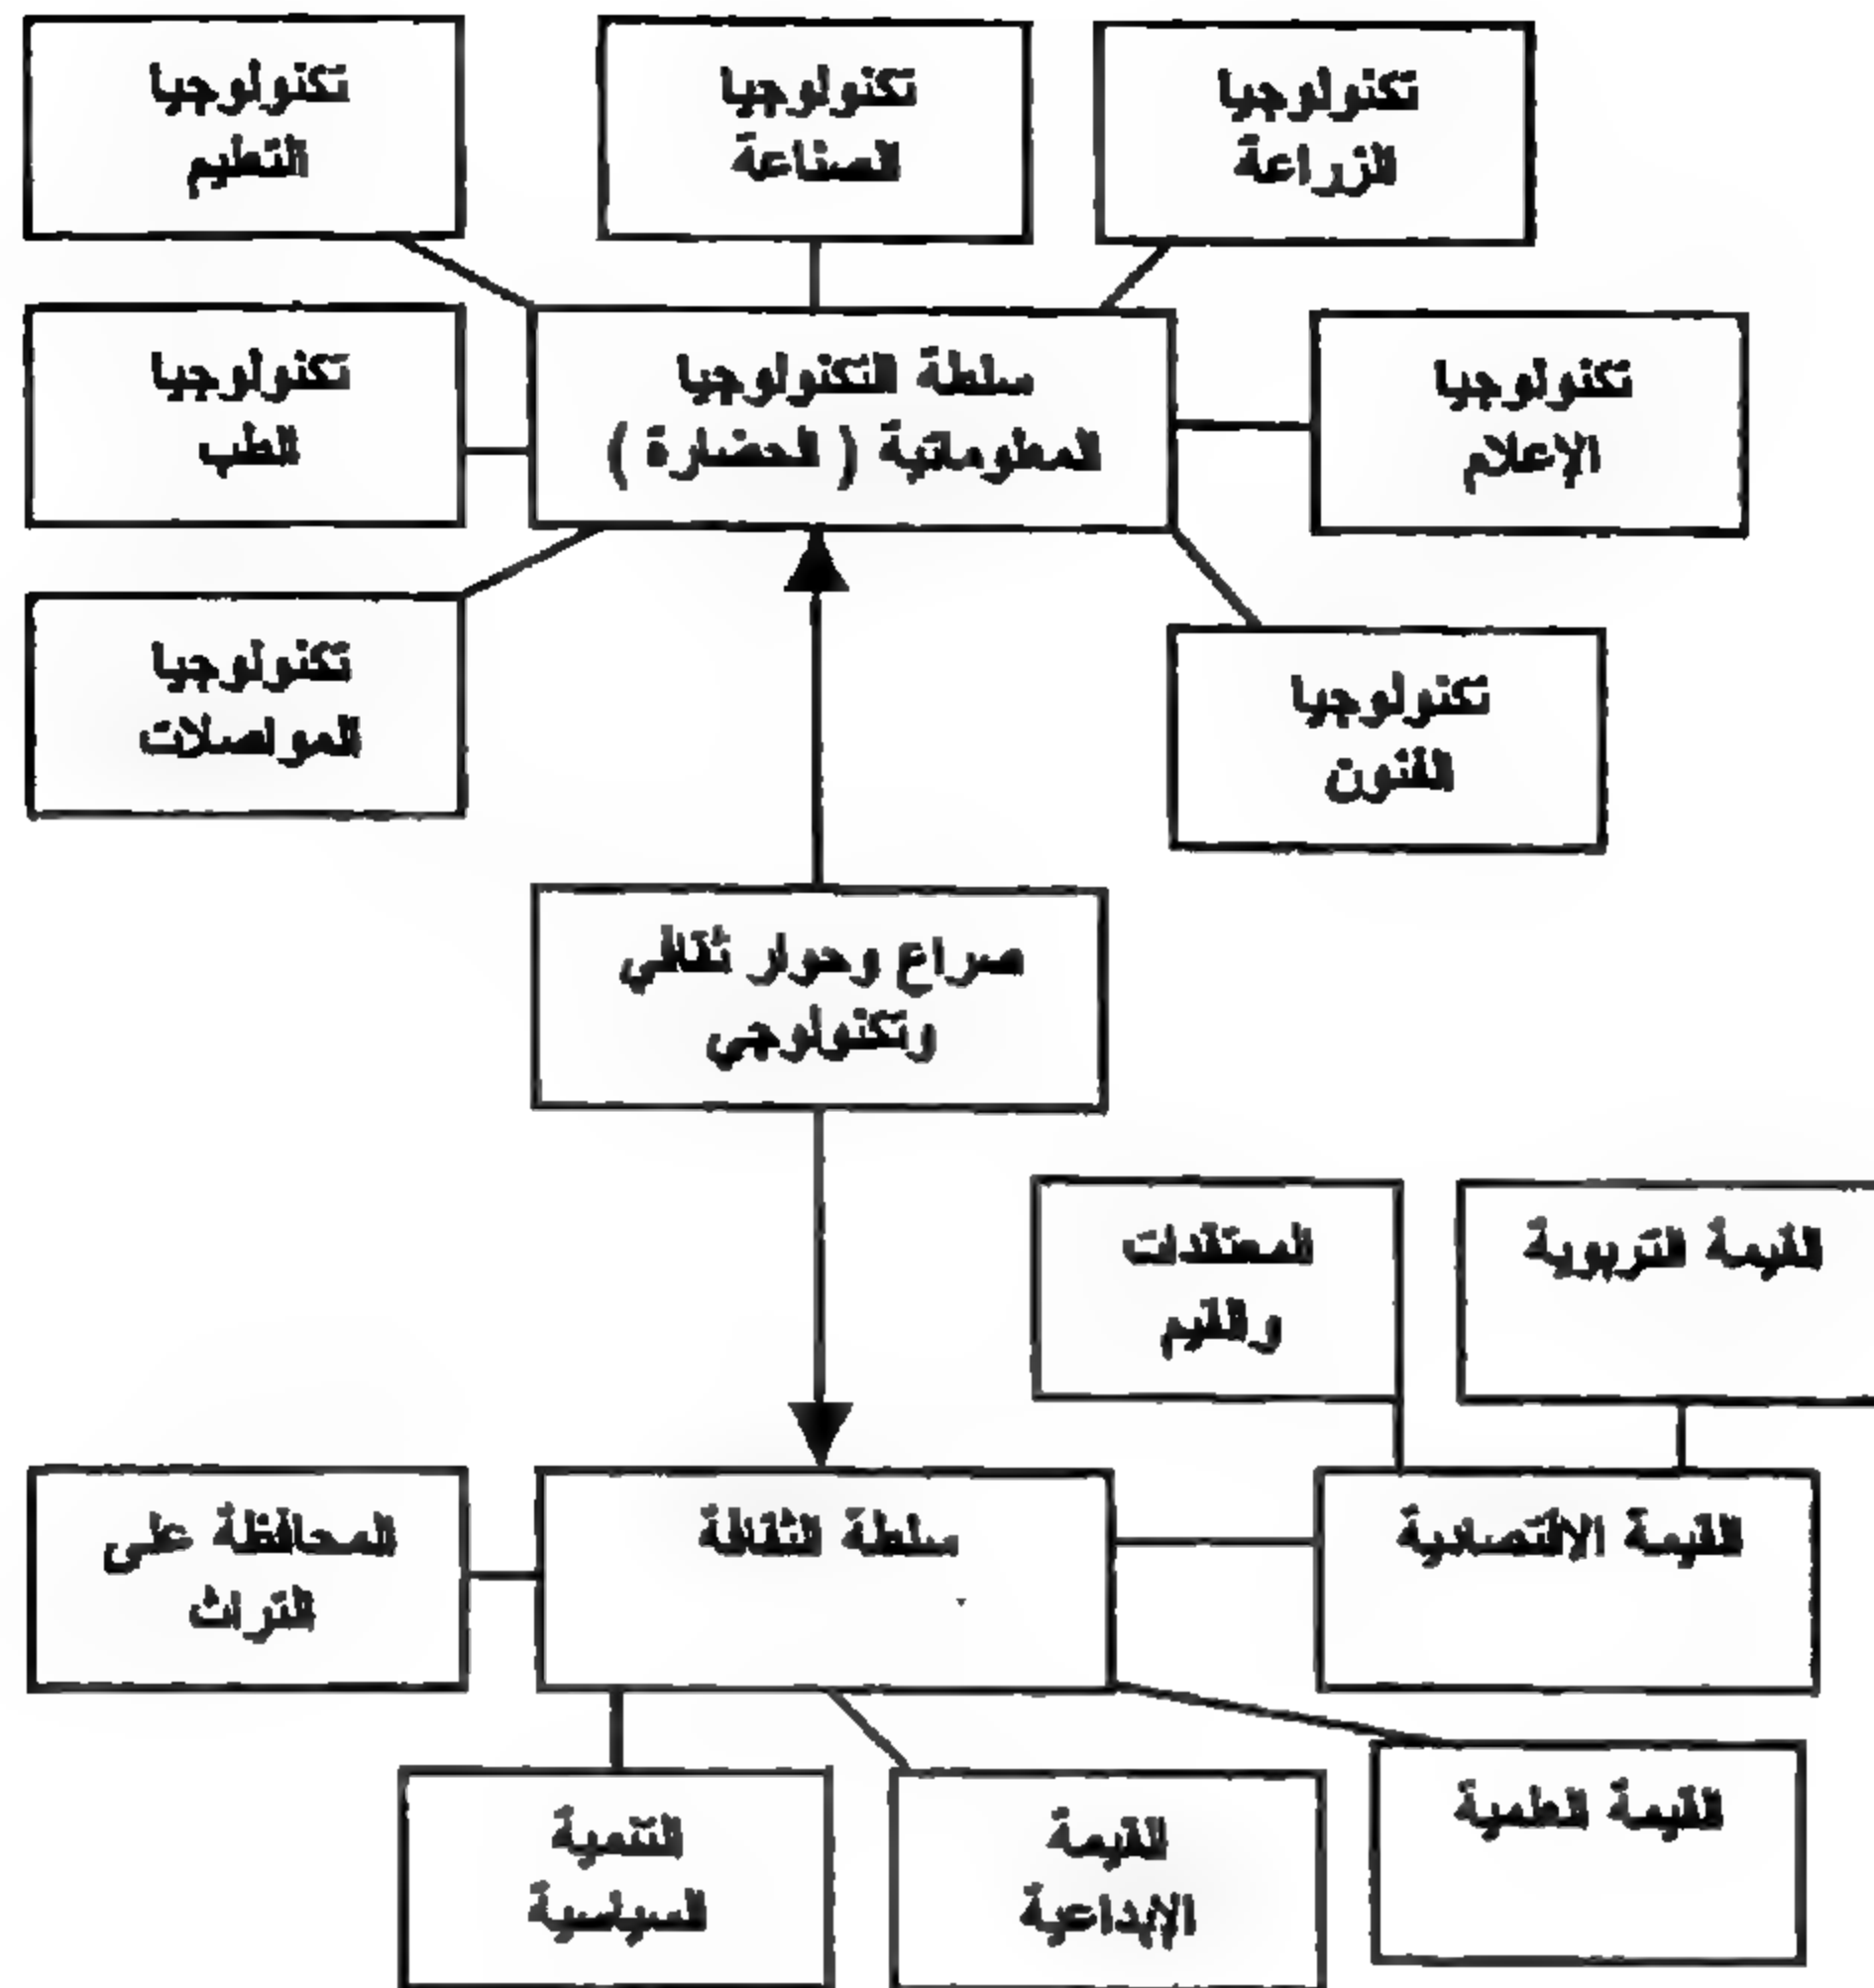 تكنولوجيا
الزراعة
تكنولوجيا
الصناعة
تكنولوجيا
التعليم
تكنولوجيا
الإعلام
سلطة التكنولوجيا
المعلوماتية ( الحضارة )
تكنولوجيا
الطب
تكنولوجيا
الفنون
تكنولوجيا
المواصلات
صراع وحوار ثقافي
وتكنولوجي
القيمة التربوية
المعتقدات
والقيم
القيمة الاقتصادية
سلطة الثقافة
المحافظة على
التراث
القيمة العلمية
القيمة
الإبداعية
التنمية
السياسية